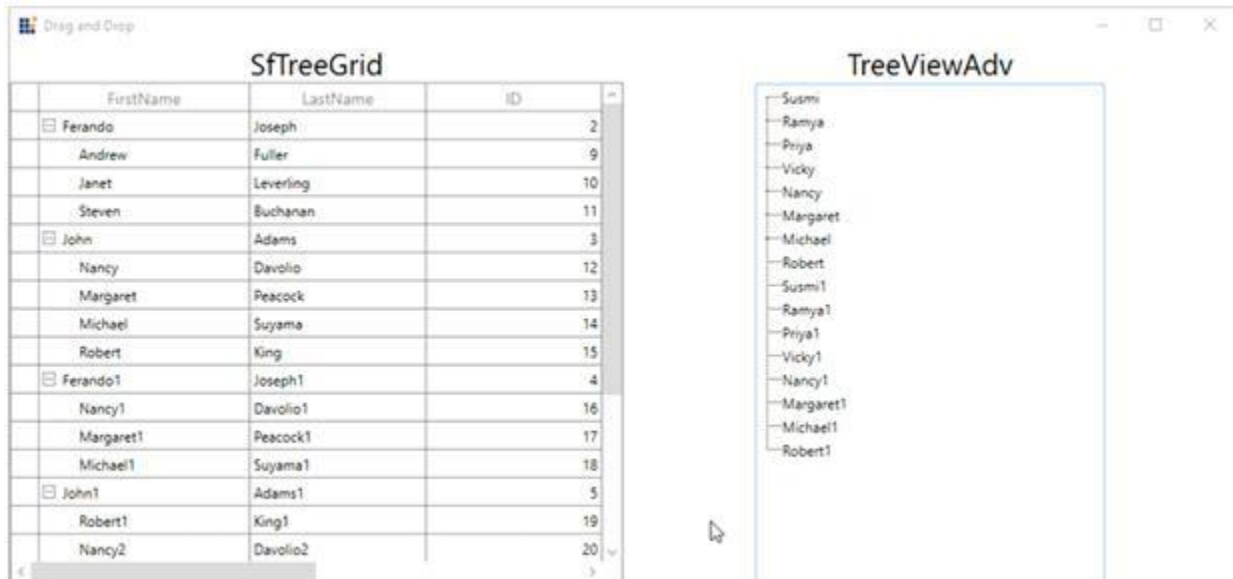 Drag and Drop
SfTreeGrid
FirstName LastName ID
Ferando Joseph 2
Andrew Fuller 9
Janet Leverling 10
Steven Buchanan 11
John Adams 3
Nancy Davolio 12
Margaret Peacock 13
Michael Suyama 14
Robert King 15
Ferando1 Joseph1 4
Nancy1 Davolio1 16
Margaret1 Peacock1 17
Michael1 Suyama1 18
John1 Adams1 5
Robert1 King1 19
Nancy2 Davolio2 20
TreeViewAdv
Susmi
Ramya
Priya
Vicky
Nancy
Margaret
Michael
Robert
Susmi1
Ramya1
Priya1
Vicky1
Nancy1
Margaret1
Michael1
Robert1